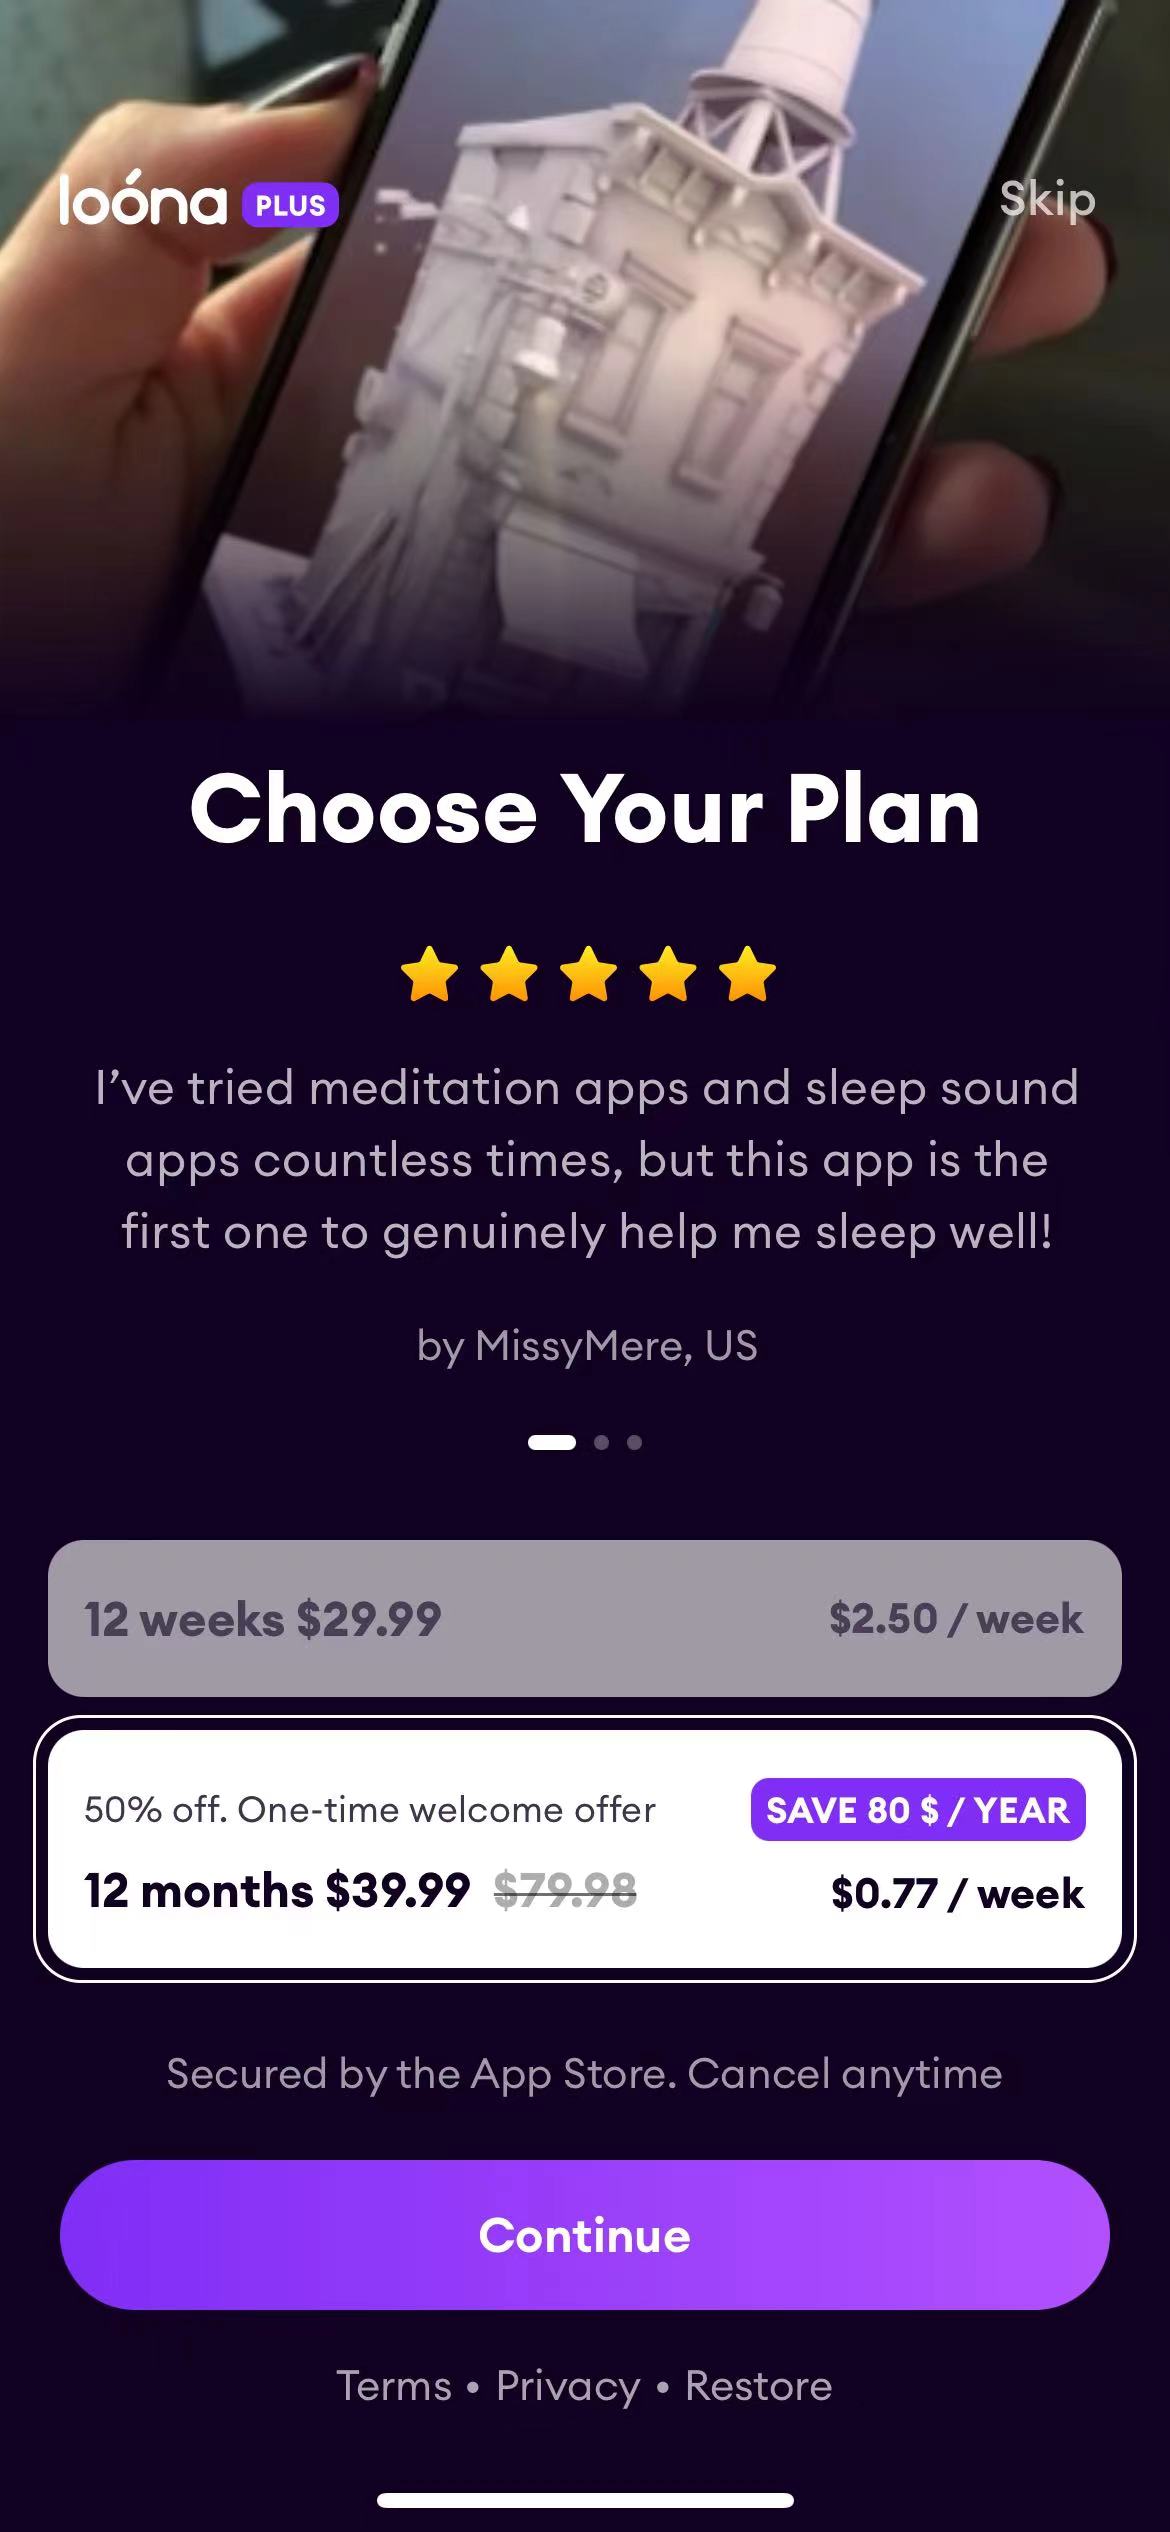 loóna PLUS
Skip
Choose Your Plan
I’ve tried meditation apps and sleep sound
apps countless times, but this app is the
first one to genuinely help me sleep well!
by MissyMere, US
12 weeks $29.99
$2.50 / week
50% off. One-time welcome offer
SAVE 80 $ / YEAR
12 months $39.99 $79.98
$0.77 / week
Secured by the App Store. Cancel anytime
Continue
Terms • Privacy • Restore